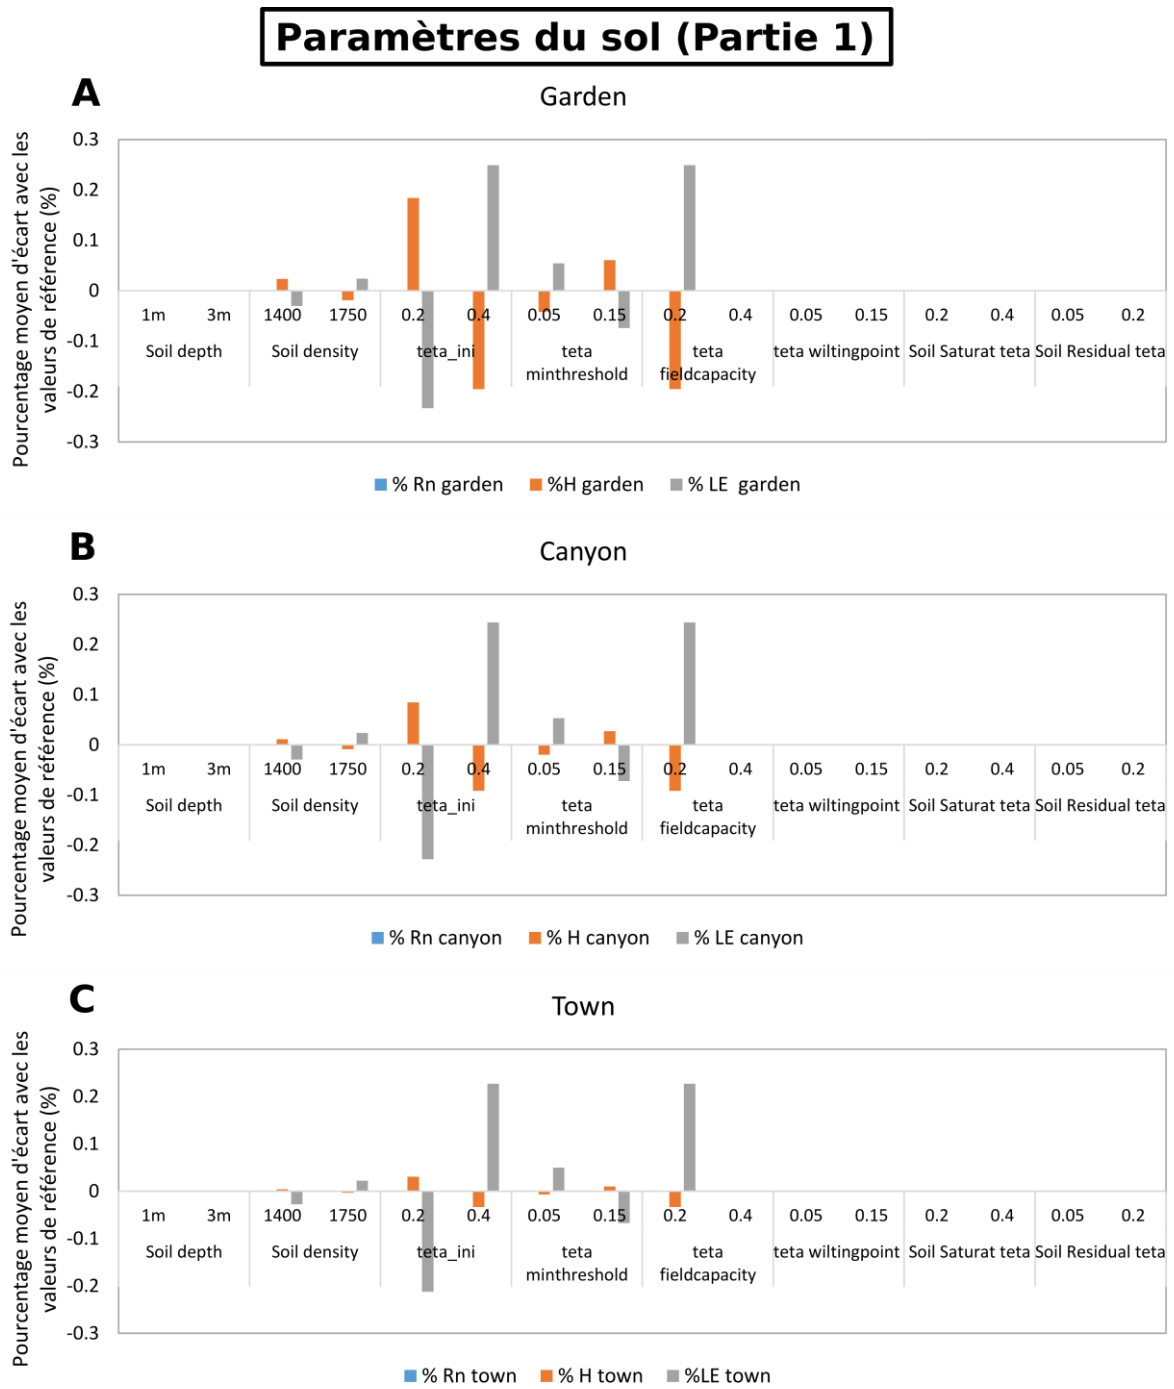 Paramètres du sol (Partie 1)
A
Garden
Pourcentage moyen d'écart avec les
valeurs de référence (%)
0.3
0.2
0.1
0
-0.1
-0.2
-0.3
1m 3m 1400 1750 0.2 0.4 0.05 0.15 0.2 0.4 0.05 0.15 0.2 0.4 0.05 0.2
Soil depth Soil density teta_ini teta teta teta wiltingpoint Soil Saturat teta Soil Residual teta
minthreshold fieldcapacity
% Rn garden %H garden % LE garden
B
Canyon
Pourcentage moyen d'écart avec les
valeurs de référence (%)
0.3
0.2
0.1
0
-0.1
-0.2
-0.3
1m 3m 1400 1750 0.2 0.4 0.05 0.15 0.2 0.4 0.05 0.15 0.2 0.4 0.05 0.2
Soil depth Soil density teta_ini teta teta teta wiltingpoint Soil Saturat teta Soil Residual teta
minthreshold fieldcapacity
% Rn canyon % H canyon % LE canyon
C
Town
Pourcentage moyen d'écart avec les
valeurs de référence (%)
0.3
0.2
0.1
0
-0.1
-0.2
-0.3
1m 3m 1400 1750 0.2 0.4 0.05 0.15 0.2 0.4 0.05 0.15 0.2 0.4 0.05 0.2
Soil depth Soil density teta_ini teta teta teta wiltingpoint Soil Saturat teta Soil Residual teta
minthreshold fieldcapacity
% Rn town % H town %LE town